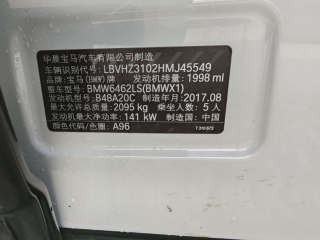 华晨宝马汽车有限公司制造
车辆识别代号: LBVHZ3102HMJ45549
品牌: 宝马(BMW)牌 发动机排量: 1998 ml
整车型号: BMW6462LS(BMWX1)
发动机型号: B48A20C 制造年月: 2017.08
最大允许总质量: 2095 kg 乘坐人数: 5 人
发动机最大净功率: 141 kW 制造国: 中国
颜色代号/色圈: A96
T 310 673